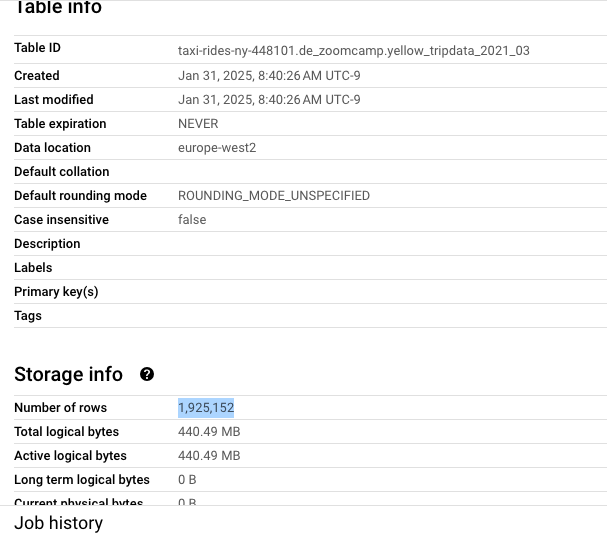 Table info
Table ID taxi-rides-ny-448101.de_zoomcamp.yellow_tripdata_2021_03
Created Jan 31, 2025, 8:40:26 AM UTC-9
Last modified Jan 31, 2025, 8:40:26 AM UTC-9
Table expiration NEVER
Data location europe-west2
Default collation
Default rounding mode ROUNDING_MODE_UNSPECIFIED
Case insensitive false
Description
Labels
Primary key(s)
Tags
Storage info ?
Number of rows 1,925,152
Total logical bytes 440.49 MB
Active logical bytes 440.49 MB
Long term logical bytes 0 B
Current physical bytes 0 B
Job history